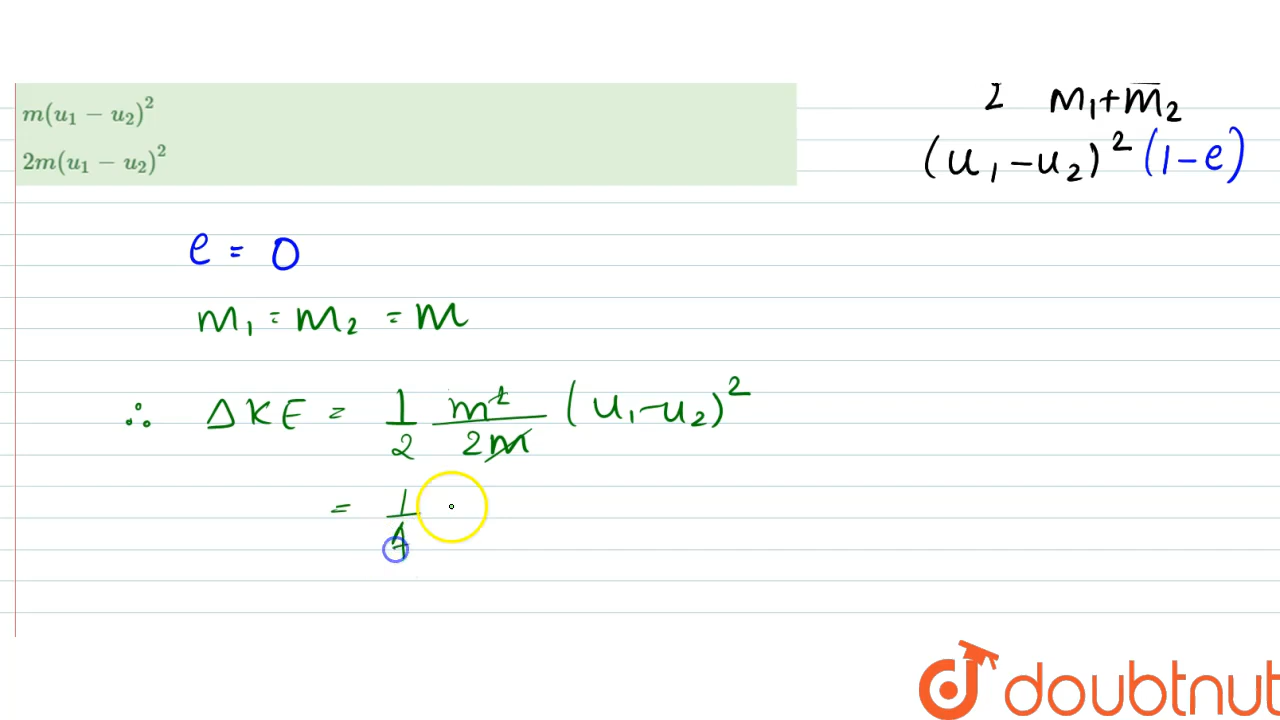 m(u₁ − u₂)²
2m(u₁ − u₂)²
2 m₁+m₂
(u₁−u₂)² (1−e)
e = 0
m₁ = m₂ = m
∴ ΔKE = 1/2 m²/2m (u₁−u₂)²
= 1/4
doubtnut